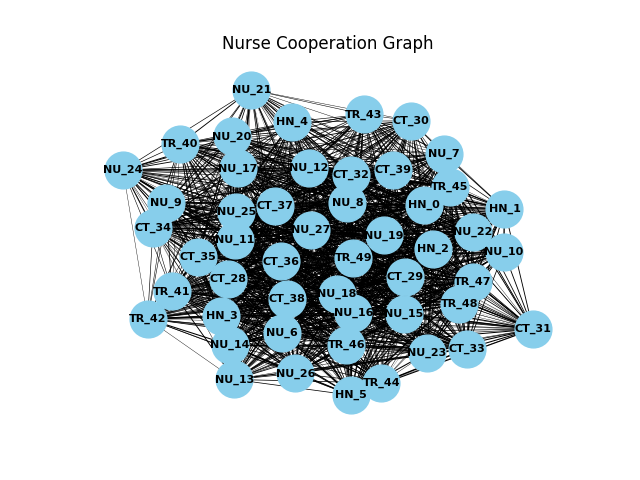 Nurse Cooperation Graph
NU_21
HN_4
TR_43
CT_30
NU_20
TR_40
NU_7
NU_24
NU_17
NU_12
CT_32
CT_39
TR_45
NU_9
CT_37
NU_8
HN_0
HN_1
NU_25
CT_34
NU_27
NU_22
NU_11
NU_19
HN_2
NU_10
CT_35
CT_36
TR_49
CT_28
CT_29
TR_47
TR_41
CT_38
NU_18
TR_48
TR_42
HN_3
NU_16
NU_15
CT_31
NU_6
NU_14
TR_46
NU_23
CT_33
NU_13
NU_26
TR_44
HN_5